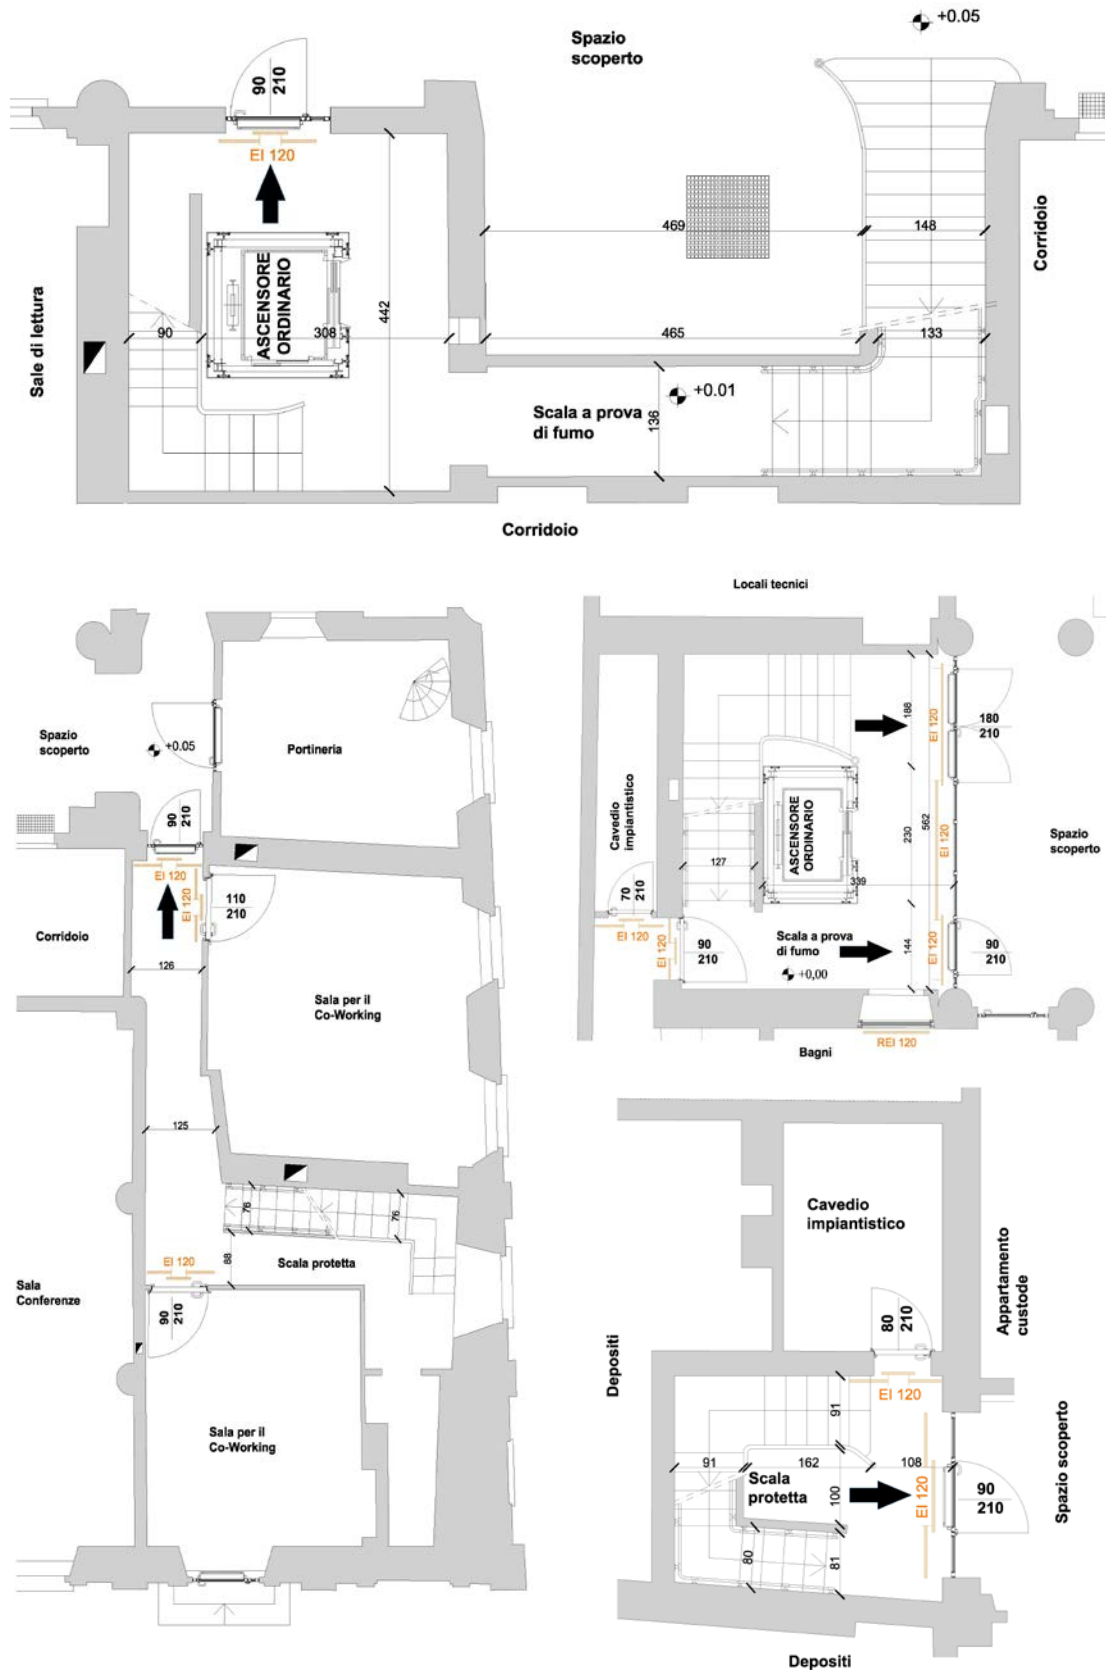 +0.05
Spazio
scoperto
90
210
EI 120
Sale di lettura
ASCENSORE
ORDINARIO
90
308
442
469
148
465
133
Corridoio
136
+0.01
Scala a prova
di fumo
Corridoio
Spazio
scoperto
+0.05
Portineria
90
210
EI 120
EI 120
110
210
Corridoio
126
Sala per il
Co-Working
125
76
76
88
Scala protetta
EI 120
90
210
Sala
Conferenze
Sala per il
Co-Working
Locali tecnici
188
EI 120
180
210
Cavedio
impiantistico
ASCENSORE
ORDINARIO
230
562
EI 120
Spazio
scoperto
127
339
70
210
EI 120
EI 120
90
210
Scala a prova
di fumo
+0,00
144
EI 120
90
210
REI 120
Bagni
Cavedio
impiantistico
Appartamento
custode
80
210
EI 120
Depositi
91
91
162
108
Scala
protetta
100
EI 120
90
210
Spazio scoperto
80
81
Depositi